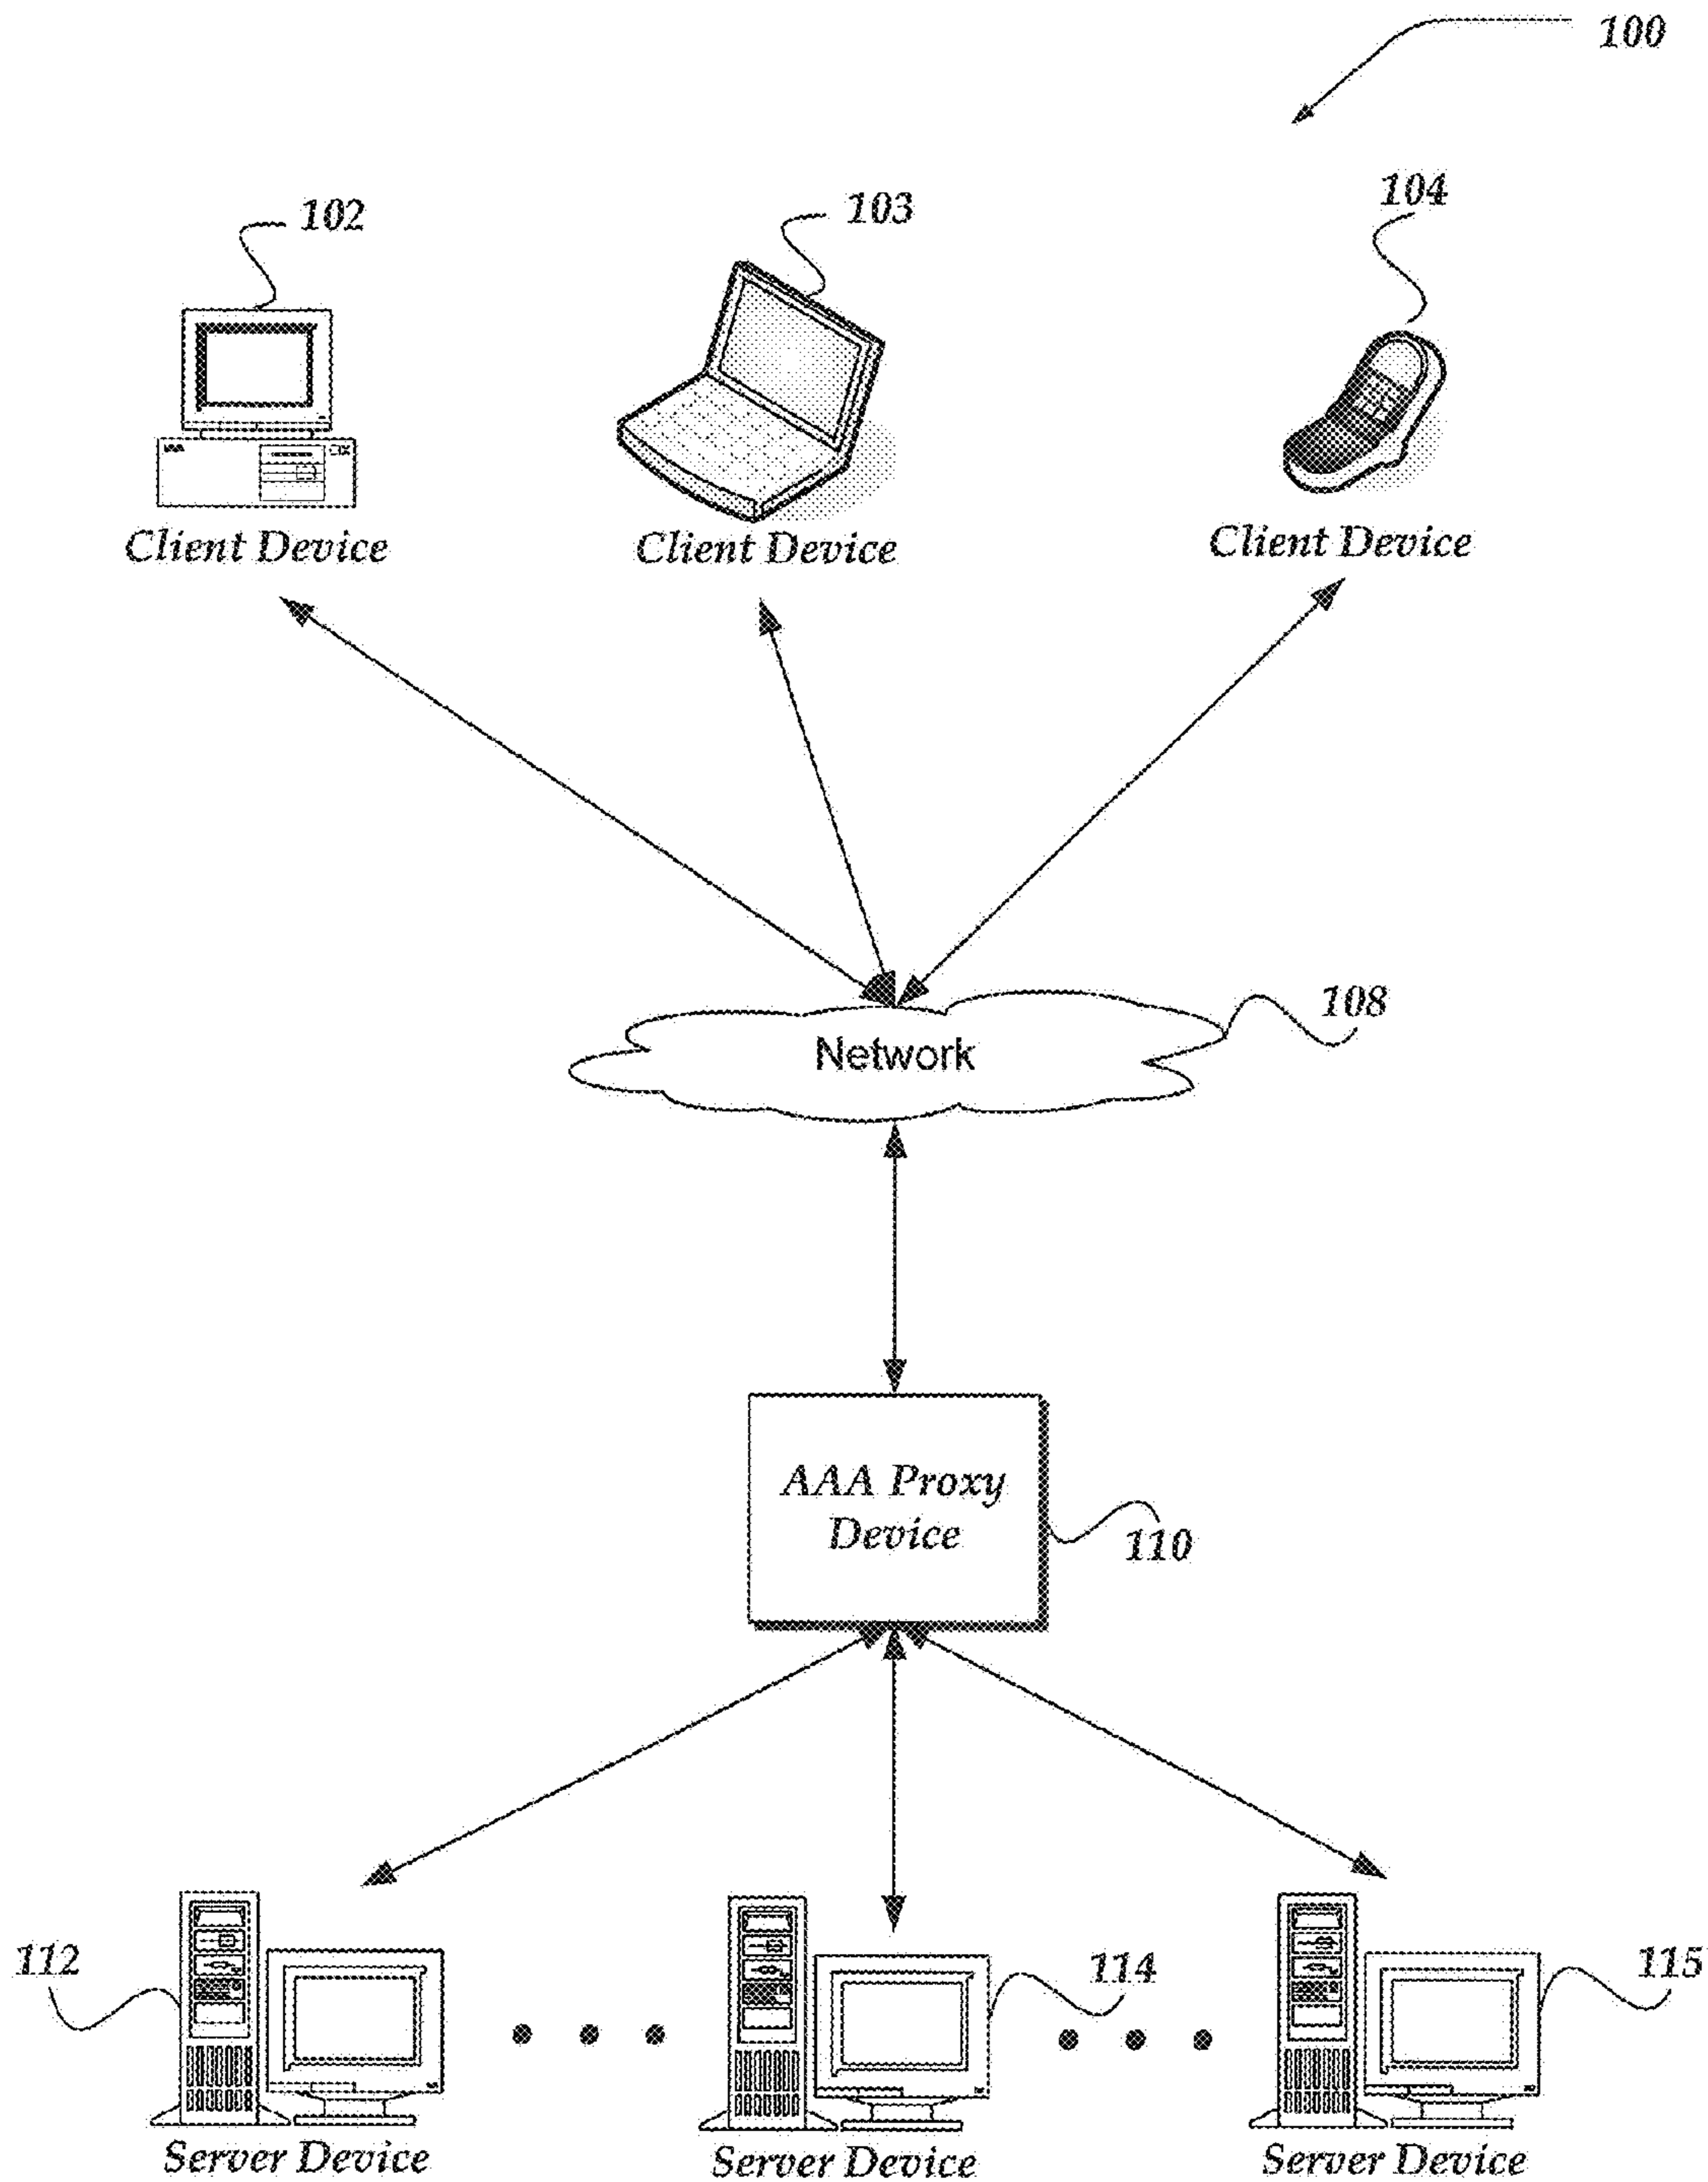 100
102
103
104
Client Device
Client Device
Client Device
108
Network
AAA Proxy
Device
110
112
114
115
Server Device
Server Device
Server Device